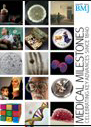 BMJ
MEDICAL MILESTONES
CELEBRATING KEY ADVANCES SINCE 1840